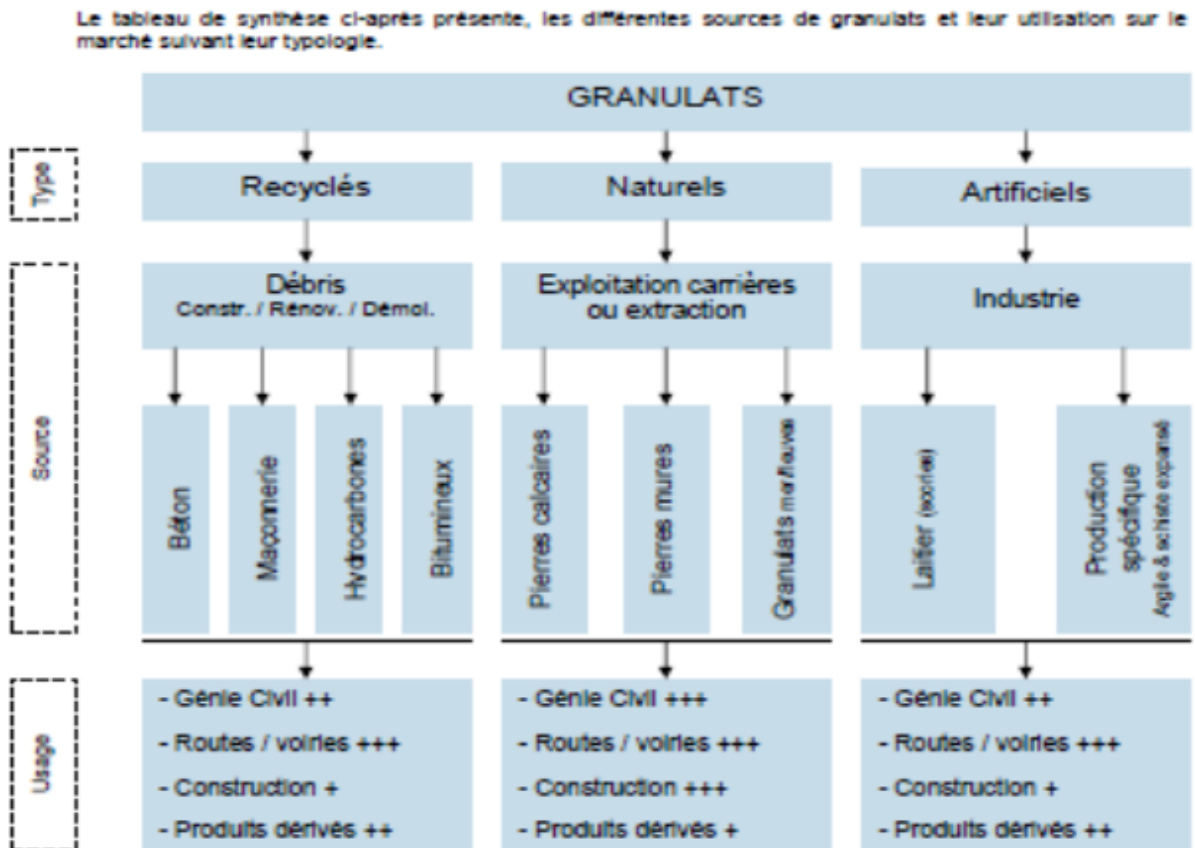 Le tableau de synthèse ci-après présente, les différentes sources de granulats et leur utilisation sur le
marché suivant leur typologie.
GRANULATS
Type
Recyclés
Naturels
Artificiels
Source
Débris
Constr. / Rénov. / Démol.
Exploitation carrières
ou extraction
Industrie
Béton
Maçonnerie
Hydrocarbones
Bitumineux
Pierres calcaires
Pierres mures
Granulats mer/fleuves
Laitier (scories)
Production
spécifique
Argile & schiste expansé
Usage
- Génie Civil ++
- Routes / voiries +++
- Construction +
- Produits dérivés ++
- Génie Civil +++
- Routes / voiries +++
- Construction +++
- Produits dérivés +
- Génie Civil ++
- Routes / voiries +++
- Construction +
- Produits dérivés ++